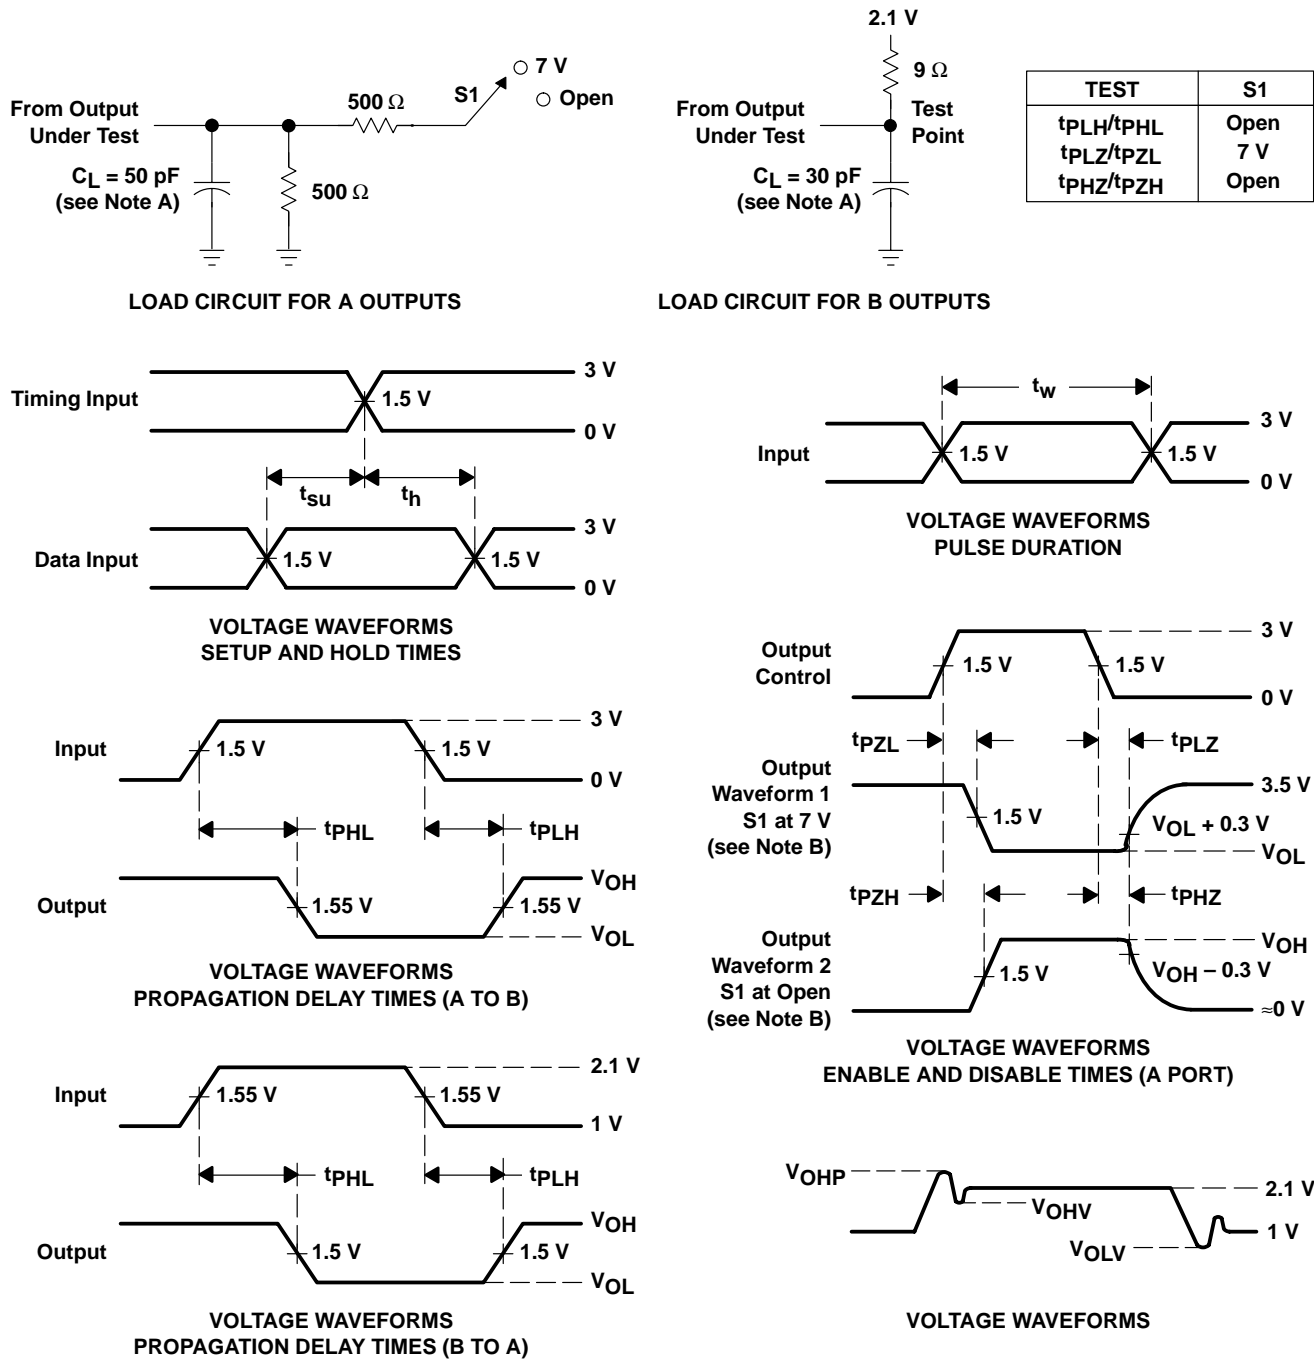 7 V
Open
S1
500 Ω
From Output
Under Test
CL = 50 pF
(see Note A)
500 Ω
LOAD CIRCUIT FOR A OUTPUTS
2.1 V
9 Ω
From Output
Under Test
Test
Point
CL = 30 pF
(see Note A)
LOAD CIRCUIT FOR B OUTPUTS
TEST S1
tPLH/tPHL Open
tPLZ/tPZL 7 V
tPHZ/tPZH Open
3 V
Timing Input
1.5 V
0 V
tsu
th
3 V
Data Input
1.5 V
1.5 V
0 V
VOLTAGE WAVEFORMS
SETUP AND HOLD TIMES
tw
3 V
Input
1.5 V
1.5 V
0 V
VOLTAGE WAVEFORMS
PULSE DURATION
3 V
Input
1.5 V
1.5 V
0 V
tPHL
tPLH
VOH
Output
1.55 V
1.55 V
VOL
VOLTAGE WAVEFORMS
PROPAGATION DELAY TIMES (A TO B)
3 V
Output
Control
1.5 V
1.5 V
0 V
tPZL
tPLZ
Output
Waveform 1
S1 at 7 V
(see Note B)
3.5 V
1.5 V
VOL + 0.3 V
VOL
tPZH
tPHZ
Output
Waveform 2
S1 at Open
(see Note B)
VOH
1.5 V
VOH – 0.3 V
≈0 V
VOLTAGE WAVEFORMS
ENABLE AND DISABLE TIMES (A PORT)
2.1 V
Input
1.55 V
1.55 V
1 V
tPHL
tPLH
VOH
Output
1.5 V
1.5 V
VOL
VOLTAGE WAVEFORMS
PROPAGATION DELAY TIMES (B TO A)
VOHP
2.1 V
VOHV
1 V
VOLV
VOLTAGE WAVEFORMS